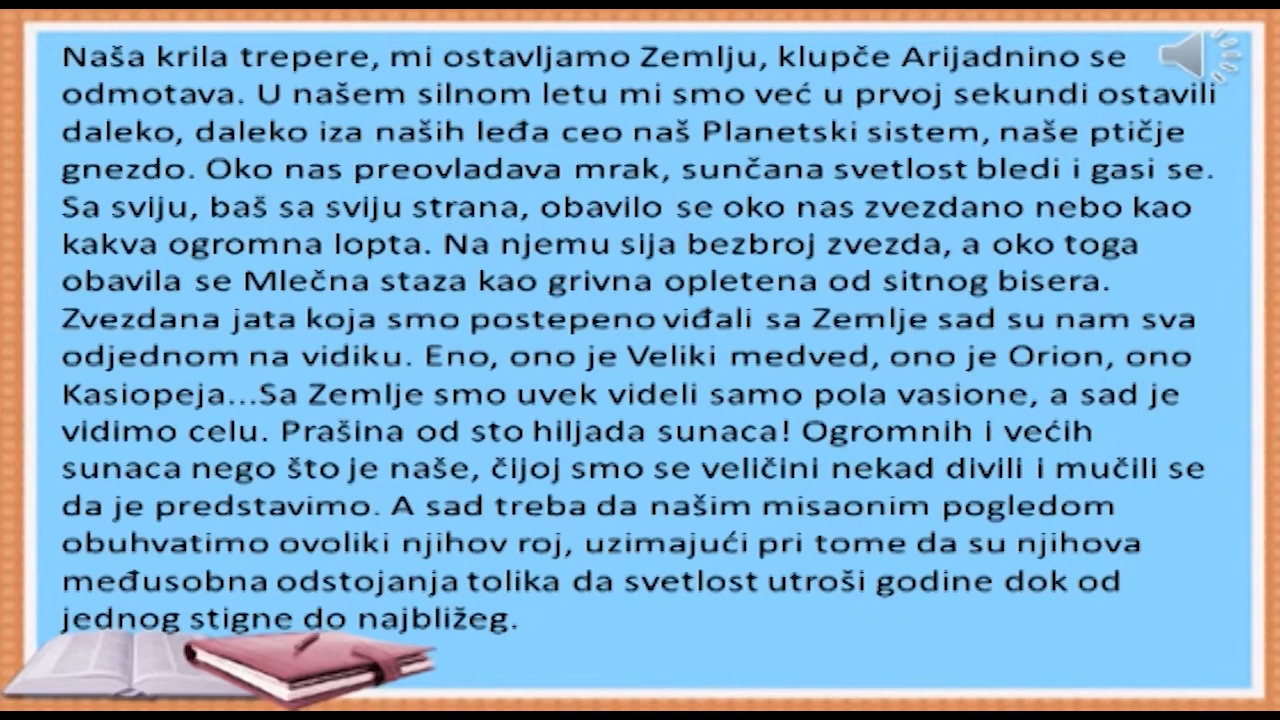 Naša krila trepere, mi ostavljamo Zemlju, klupče Arijadnino se
odmotava. U našem silnom letu mi smo već u prvoj sekundi ostavili
daleko, daleko iza naših leđa ceo naš Planetski sistem, naše ptičje
gnezdo. Oko nas preovladava mrak, sunčana svetlost bledi i gasi se.
Sa sviju, baš sa sviju strana, obavilo se oko nas zvezdano nebo kao
kakva ogromna lopta. Na njemu sija bezbroj zvezda, a oko toga
obavila se Mlečna staza kao grivna opletena od sitnog bisera.
Zvezdana jata koja smo postepeno viđali sa Zemlje sad su nam sva
odjednom na vidiku. Eno, ono je Veliki medved, ono je Orion, ono
Kasiopeja...Sa Zemlje smo uvek videli samo pola vasione, a sad je
vidimo celu. Prašina od sto hiljada sunaca! Ogromnih i većih
sunaca nego što je naše, čijoj smo se veličini nekad divili i mučili se
da je predstavimo. A sad treba da našim misaonim pogledom
obuhvatimo ovoliki njihov roj, uzimajući pri tome da su njihova
međusobna odstojanja tolika da svetlost utroši godine dok od
jednog stigne do najbližeg.